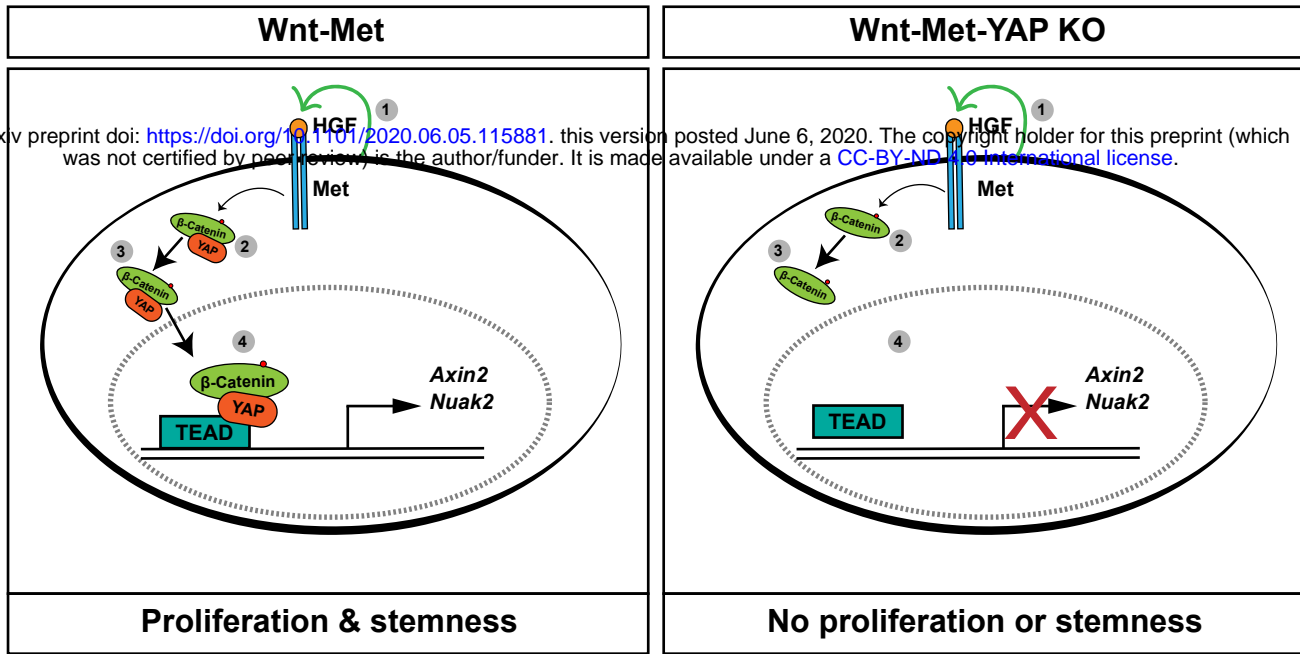 Wnt-Met
Wnt-Met-YAP KO
xiv preprint doi: https://doi.org/10.1101/2020.06.05.115881. this version posted June 6, 2020. The copyright holder for this preprint (which
was not certified by peer review) is the author/funder. It is made available under a CC-BY-ND 4.0 International license.
1
HGF
Met
β-Catenin
YAP
2
3
β-Catenin
YAP
4
β-Catenin
YAP
TEAD
Axin2
Nuak2
Proliferation & stemness
1
HGF
Met
β-Catenin
2
3
β-Catenin
4
TEAD
Axin2
Nuak2
No proliferation or stemness